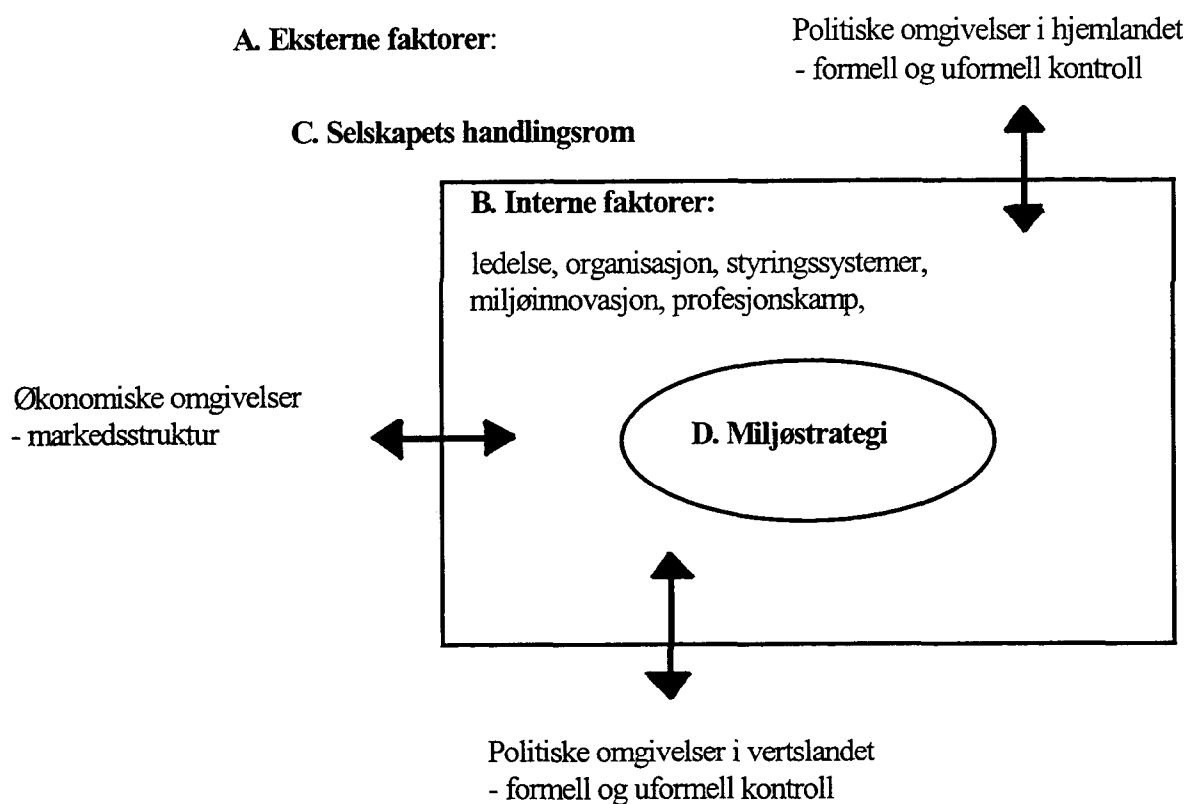 A. Eksterne faktorer:
Politiske omgivelser i hjemlandet
- formell og uformell kontroll
C. Selskapets handlingsrom
B. Interne faktorer:
ledelse, organisasjon, styringssystemer,
miljøinnovasjon, profesjonskamp,
Økonomiske omgivelser
- markedsstruktur
D. Miljøstrategi
Politiske omgivelser i vertslandet
- formell og uformell kontroll